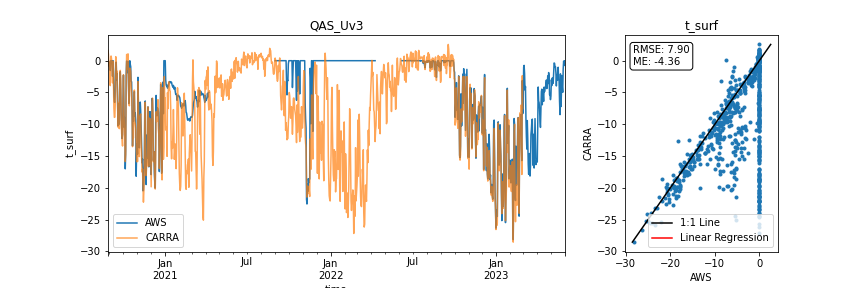 QAS_Uv3
t_surf
0
−5
−10
−15
−20
−25
−30
t_surf
AWS
CARRA
Jan
2021
Jul
Jan
2022
Jul
Jan
2023
t_surf
RMSE: 7.90
ME: -4.36
0
−5
−10
−15
−20
−25
−30
CARRA
1:1 Line
Linear Regression
−30
−20
−10
0
AWS